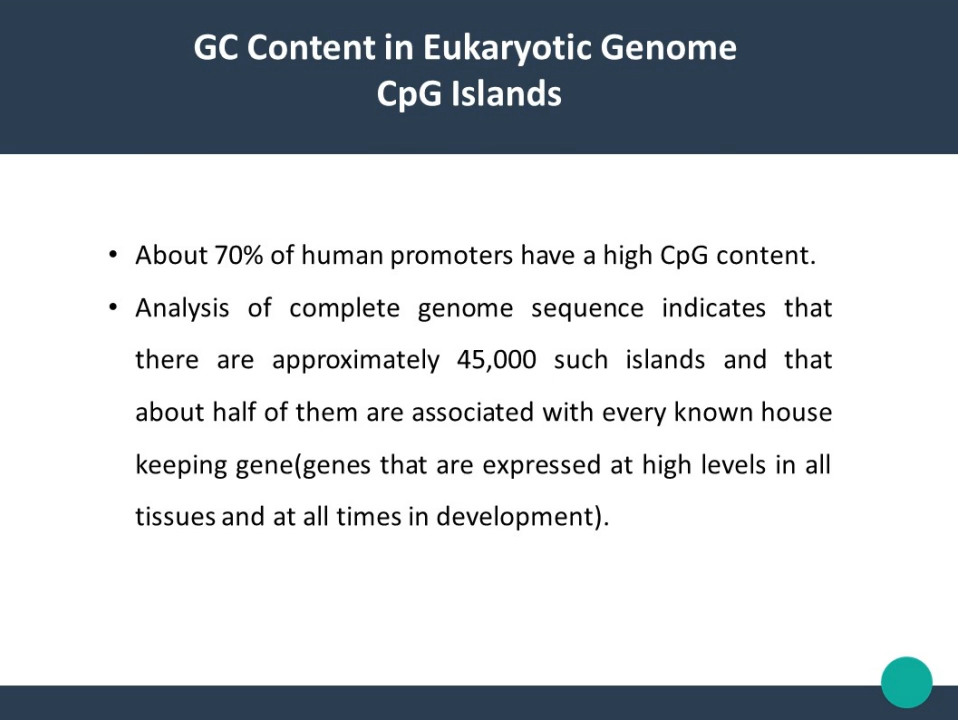 GC Content in Eukaryotic Genome
CpG Islands
• About 70% of human promoters have a high CpG content.
• Analysis of complete genome sequence indicates that
there are approximately 45,000 such islands and that
about half of them are associated with every known house
keeping gene(genes that are expressed at high levels in all
tissues and at all times in development).